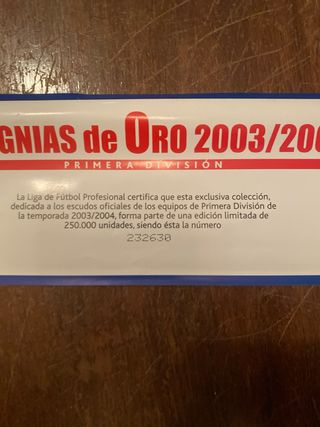 GNIAS de ORO 2003/200
PRIMERA DIVISIÓN
La Liga de Fútbol Profesional certifica que esta exclusiva colección,
dedicada a los escudos oficiales de los equipos de Primera División de
la temporada 2003/2004, forma parte de una edición limitada de
250.000 unidades, siendo ésta la número
232630